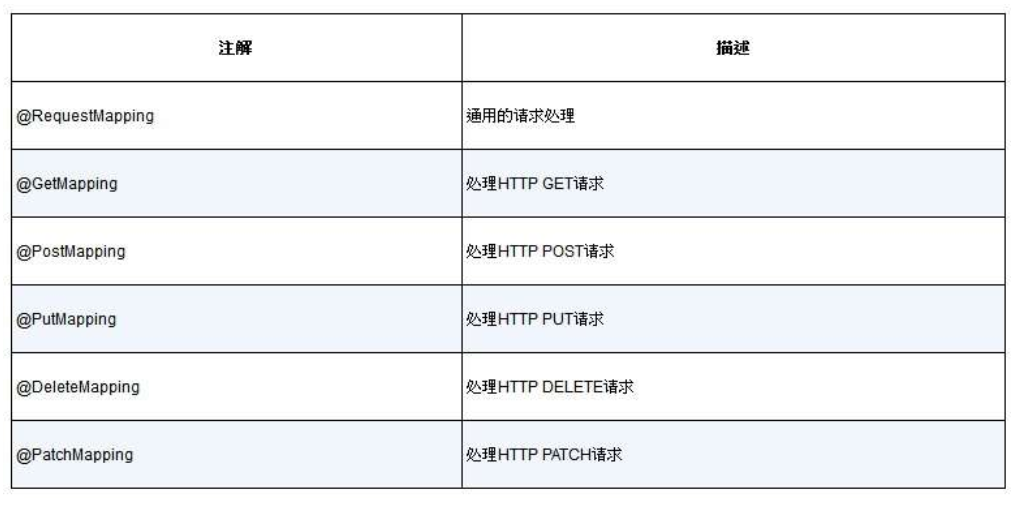 注解 描述
@RequestMapping 通用的请求处理
@GetMapping 处理HTTP GET请求
@PostMapping 处理HTTP POST请求
@PutMapping 处理HTTP PUT请求
@DeleteMapping 处理HTTP DELETE请求
@PatchMapping 处理HTTP PATCH请求